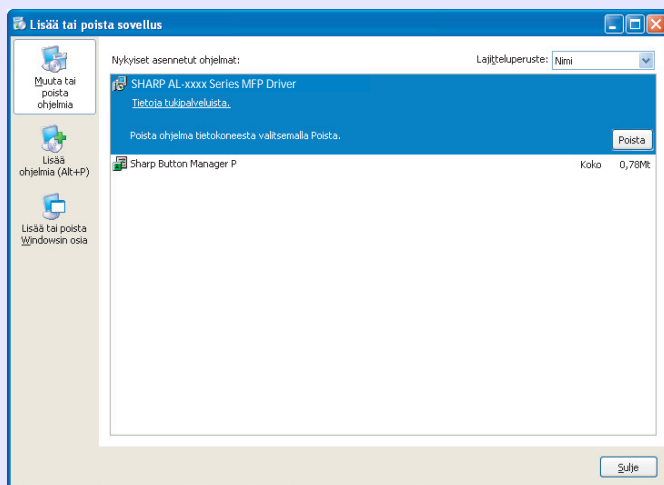 Lisää tai poista sovellus
Muuta tai
poista
ohjelmia
Lisää
ohjelmia (Alt+P)
Lisää tai poista
Windowsin osia
Nykyiset asennetut ohjelmat:
Lajitteluperuste: Nimi
SHARP AL-xxxx Series MFP Driver
Tietoja tukipalveluista.
Poista ohjelma tietokoneesta valitsemalla Poista.
Poista
Sharp Button Manager P Koko 0,78Mt
Sulje